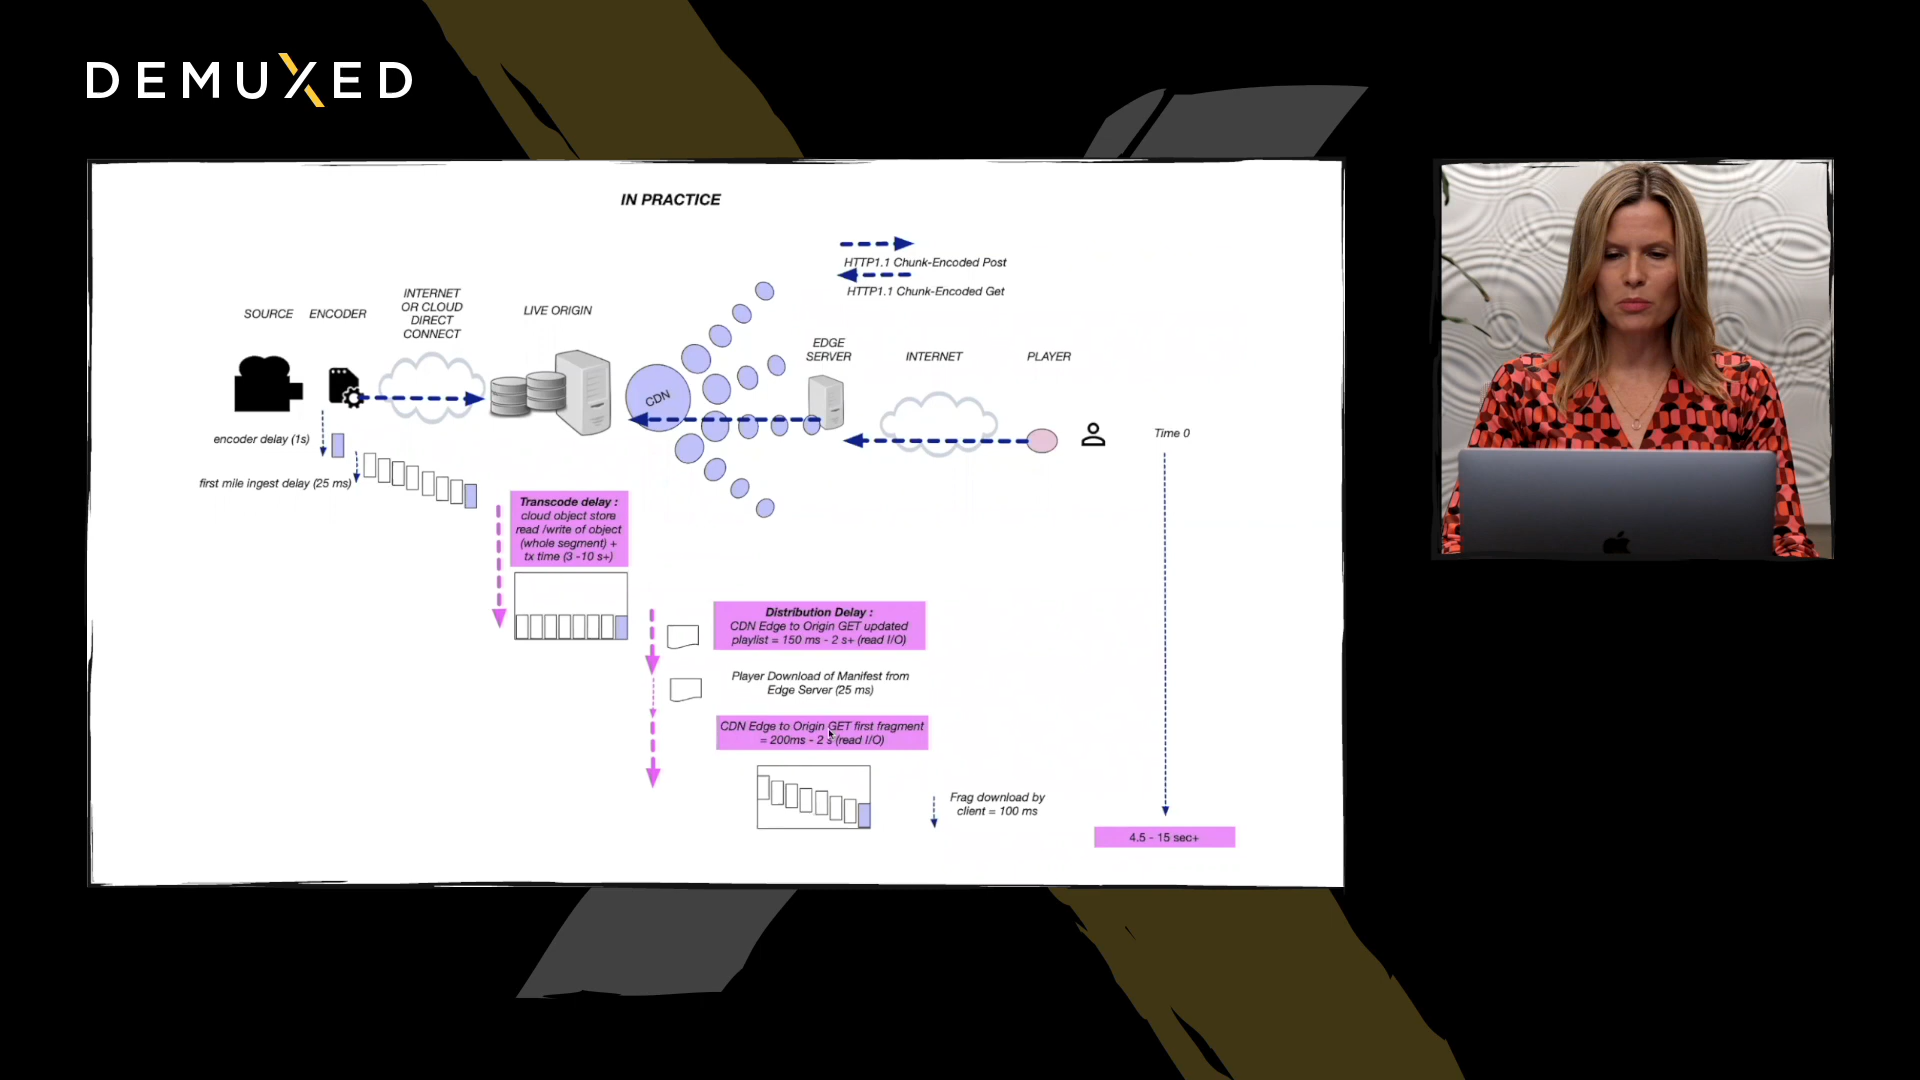 DEMUXED
IN PRACTICE
HTTP1.1 Chunk-Encoded Post
HTTP1.1 Chunk-Encoded Get
SOURCE
ENCODER
INTERNET
OR CLOUD
DIRECT
CONNECT
LIVE ORIGIN
CDN
EDGE
SERVER
INTERNET
PLAYER
Time 0
encoder delay (1s)
first mile ingest delay (25 ms)
Transcode delay :
cloud object store
read /write of object
(whole segment) +
tx time (3 -10 s+)
Distribution Delay :
CDN Edge to Origin GET updated
playlist = 150 ms - 2 s+ (read I/O)
Player Download of Manifest from
Edge Server (25 ms)
CDN Edge to Origin GET first fragment
= 200ms - 2 s (read I/O)
Frag download by
client = 100 ms
4.5 - 15 sec+